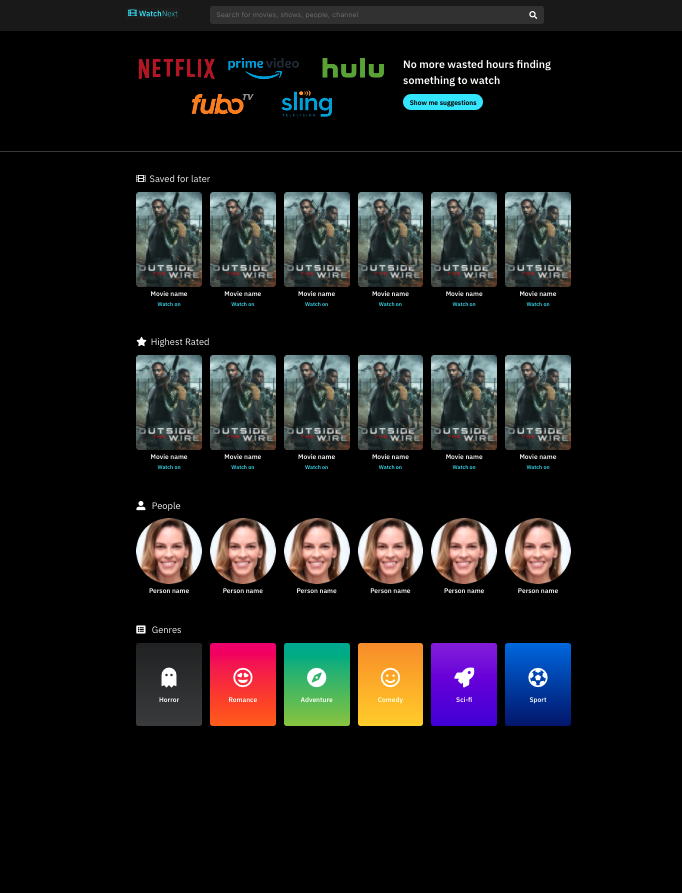 WatchNext
Search for movies, shows, people, channel
NETFLIX prime video hulu
fubo TV sling
TELEVISION
No more wasted hours finding
something to watch
Show me suggestions
Saved for later
OUTSIDE OUTSIDE OUTSIDE OUTSIDE OUTSIDE OUTSIDE
THE WIRE THE WIRE THE WIRE THE WIRE THE WIRE THE WIRE
Movie name Movie name Movie name Movie name Movie name Movie name
Watch on Watch on Watch on Watch on Watch on Watch on
Highest Rated
OUTSIDE OUTSIDE OUTSIDE OUTSIDE OUTSIDE OUTSIDE
THE WIRE THE WIRE THE WIRE THE WIRE THE WIRE THE WIRE
Movie name Movie name Movie name Movie name Movie name Movie name
Watch on Watch on Watch on Watch on Watch on Watch on
People
Person name Person name Person name Person name Person name Person name
Genres
Horror Romance Adventure Comedy Sci-fi Sport